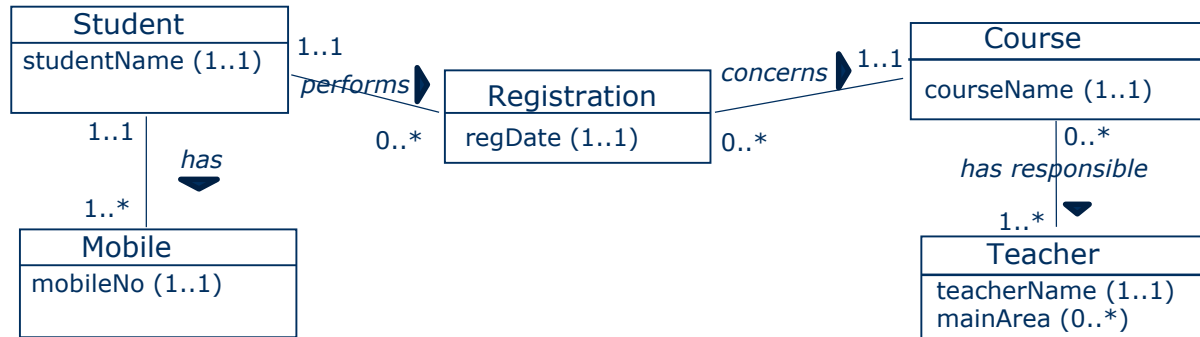 Student
studentName (1..1)
1..1
performs
0..*
Registration
regDate (1..1)
concerns
1..1
0..*
Course
courseName (1..1)
1..1
has
1..*
Mobile
mobileNo (1..1)
0..*
has responsible
1..*
Teacher
teacherName (1..1)
mainArea (0..*)